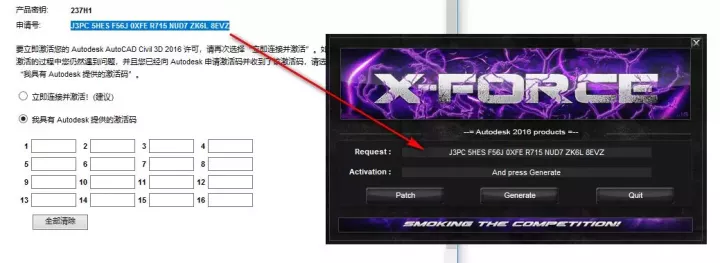 产品密钥: 237H1
申请号: J3PC 5HES F56J 0XFE R715 NUD7 ZK6L 8EVZ
要立即激活您的 Autodesk AutoCAD Civil 3D 2016 许可，请再次选择“立即连接并激活”。如
激活的过程中您仍然遇到问题，并且您已经向 Autodesk 申请激活码并收到了该激活码，请选
“我具有 Autodesk 提供的激活码”。
立即连接并激活! (建议)
我具有 Autodesk 提供的激活码
1 2 3 4
5 6 7 8
9 10 11 12
13 14 15 16
全部清除
X
X-FORCE
--= Autodesk 2016 products =--
Request: J3PC 5HES F56J 0XFE R715 NUD7 ZK6L 8EVZ
Activation: And press Generate
Patch Generate Quit
SMOKING THE COMPETITION!